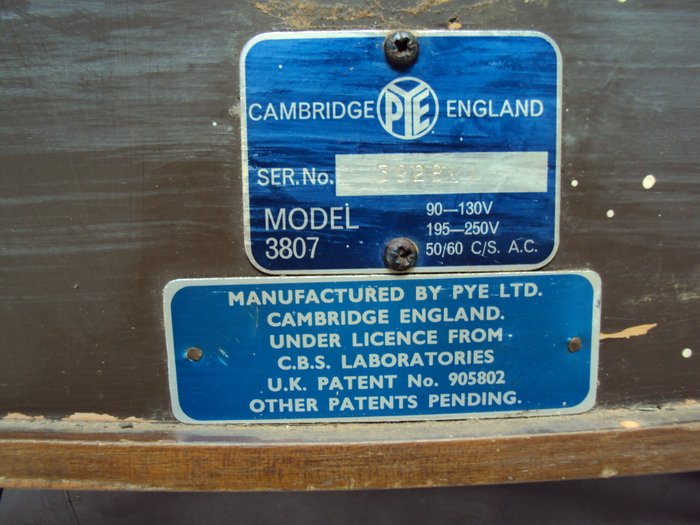 CAMBRIDGE PYE ENGLAND
SER. No.
MODEL 90—130V
3807 195—250V
50/60 C/S. A.C.
MANUFACTURED BY PYE LTD.
CAMBRIDGE ENGLAND.
UNDER LICENCE FROM
C.B.S. LABORATORIES
U.K. PATENT No. 905802
OTHER PATENTS PENDING.